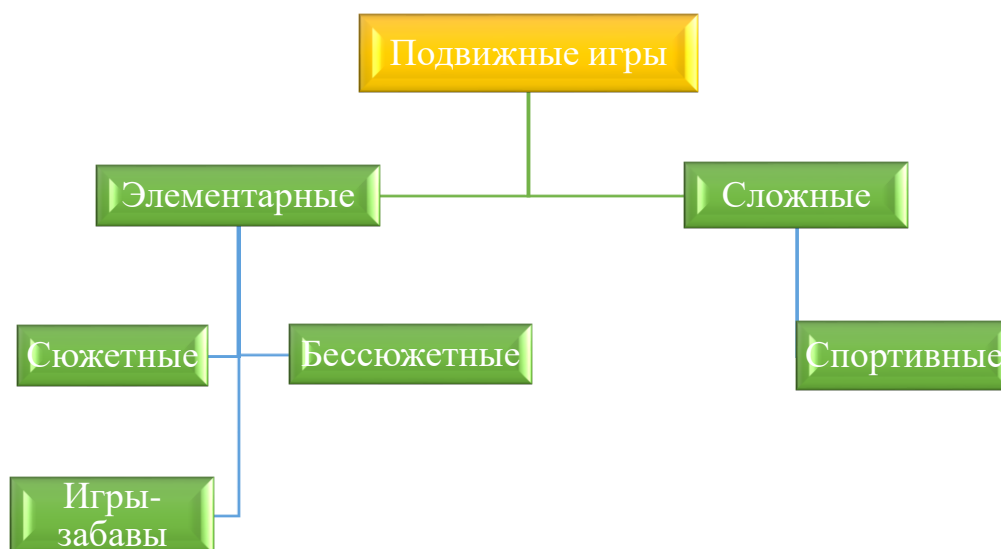 Подвижные игры
Элементарные
Сложные
Сюжетные
Бессюжетные
Спортивные
Игры-
забавы